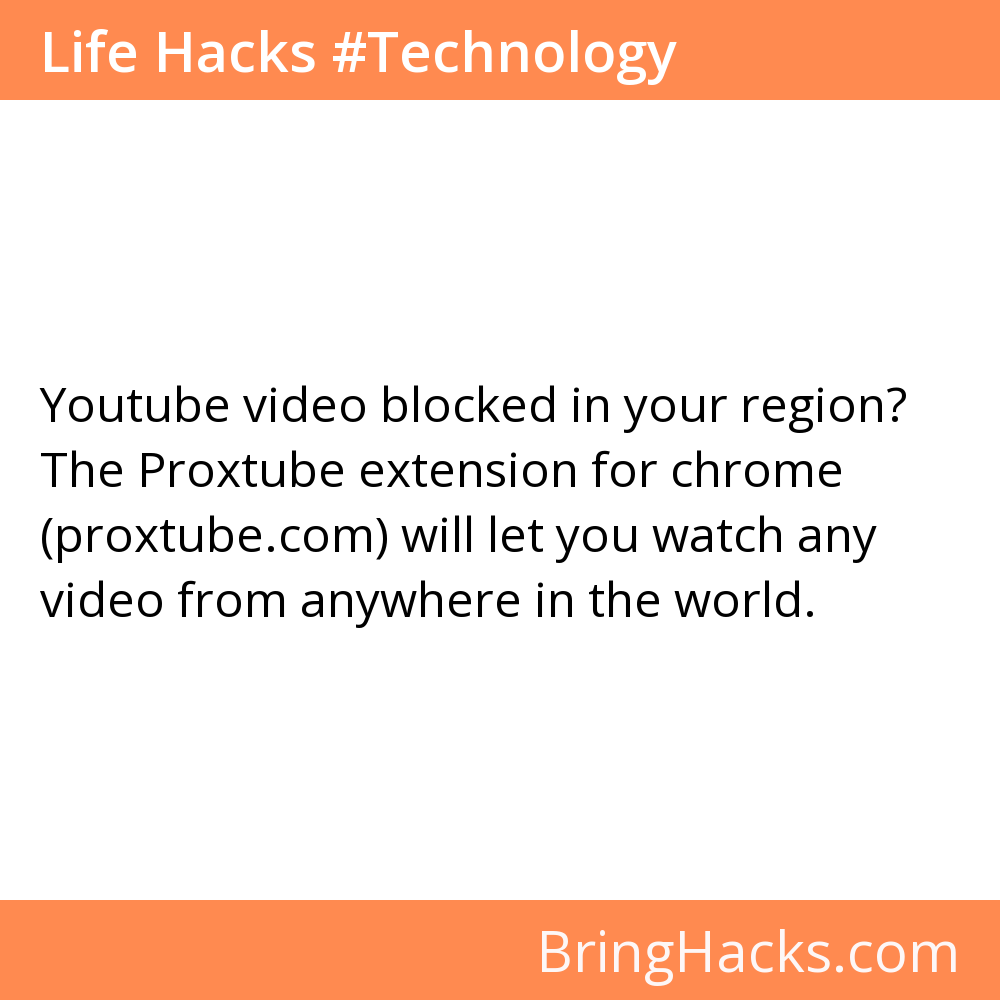 Life Hacks #Technology
Youtube video blocked in your region?
The Proxtube extension for chrome
(proxtube.com) will let you watch any
video from anywhere in the world.
BringHacks.com